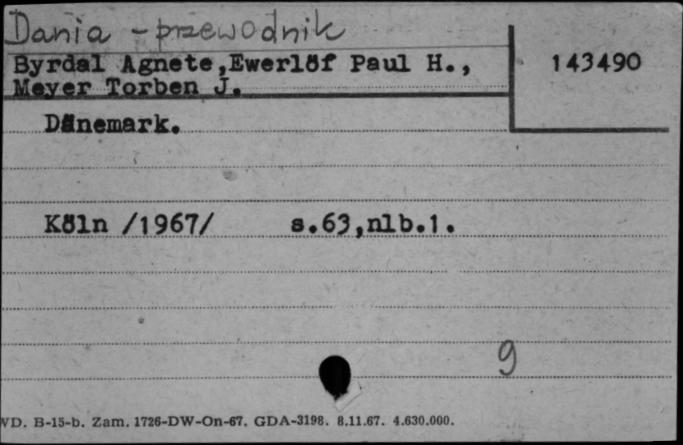 Dania - przewodnik
Byrdal Agnete,Ewerlöf Paul H.,
143490
Meyer Torben J.
Dänemark.
Köln /1967/ s.63,nlb.1.
9
WD. B-15-b. Zam. 1726-DW-On-67. GDA-3198. 8.11.67. 4.630.000.